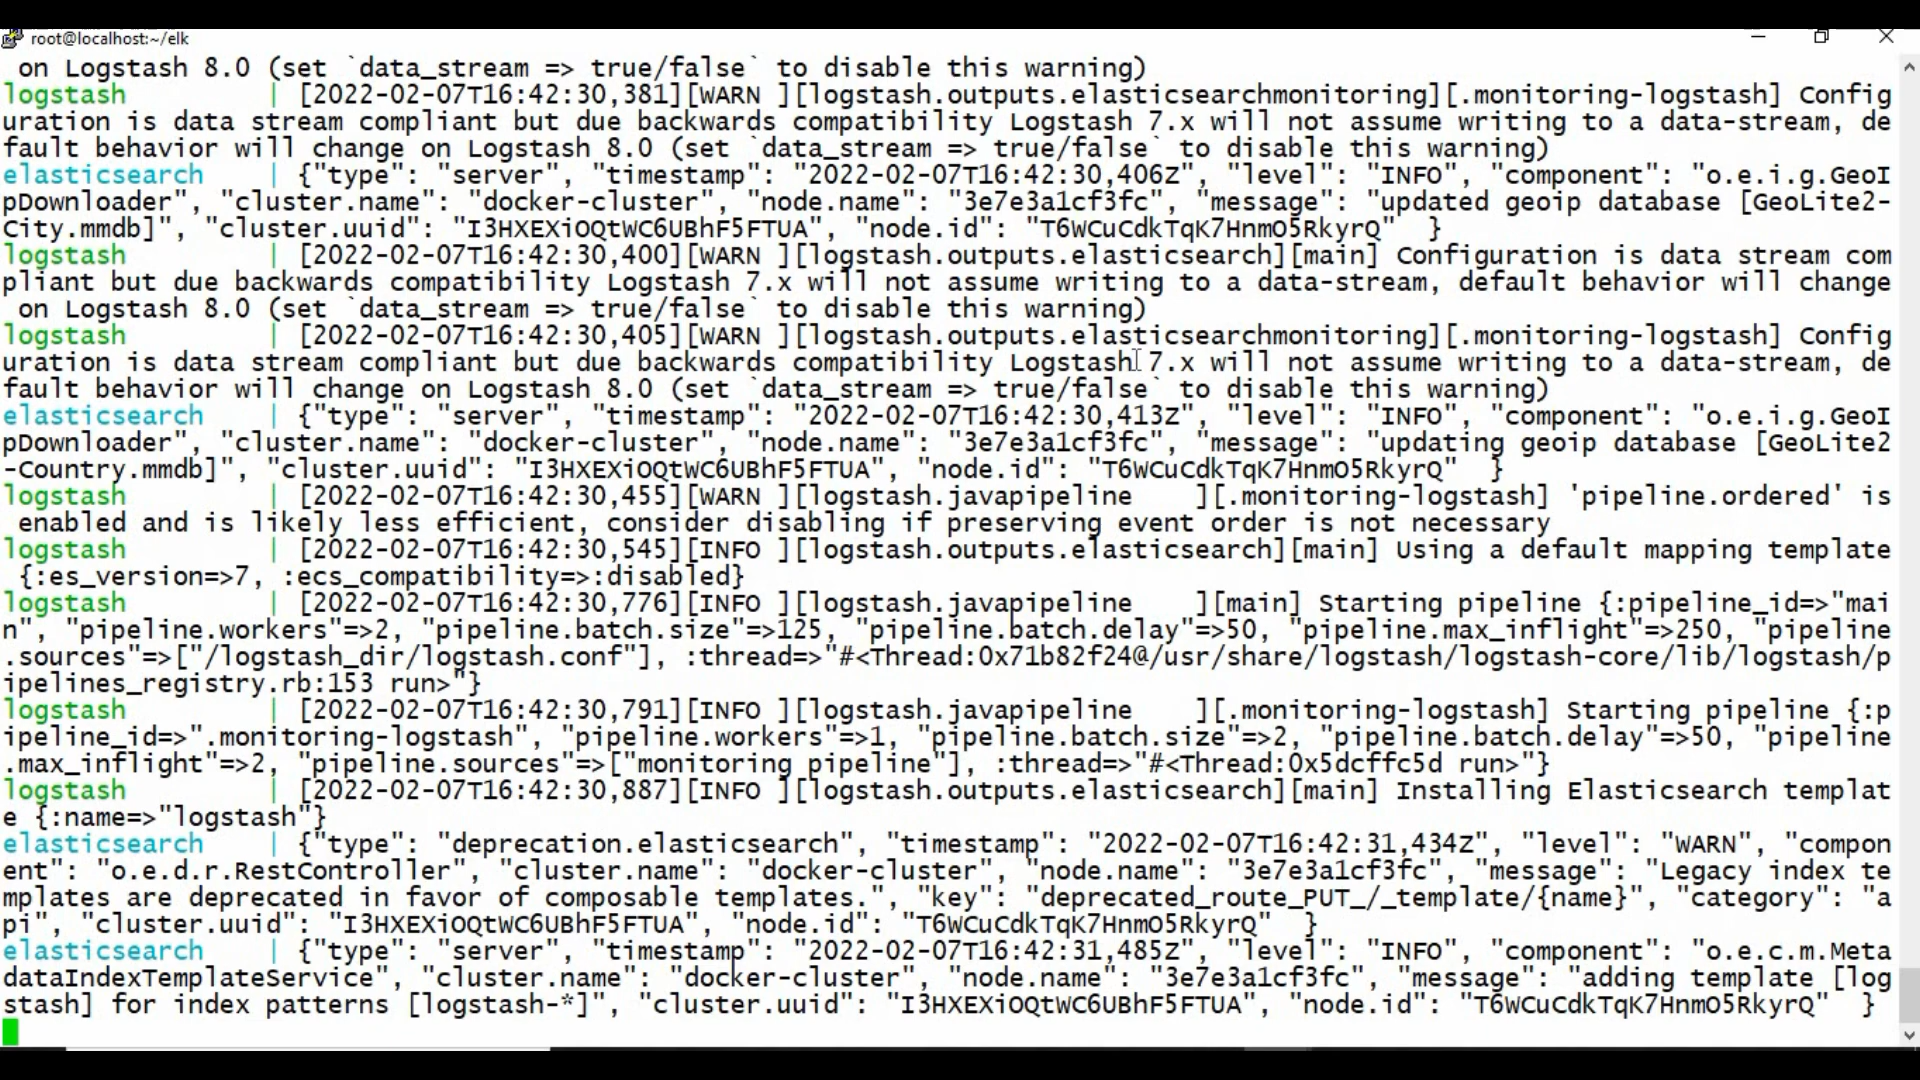 root@localhost:~/elk
 on Logstash 8.0 (set `data_stream => true/false` to disable this warning)
logstash         | [2022-02-07T16:42:30,381][WARN ][logstash.outputs.elasticsearchmonitoring][.monitoring-logstash] Config
uration is data stream compliant but due backwards compatibility Logstash 7.x will not assume writing to a data-stream, de
fault behavior will change on Logstash 8.0 (set `data_stream => true/false` to disable this warning)
elasticsearch    | {"type": "server", "timestamp": "2022-02-07T16:42:30,406Z", "level": "INFO", "component": "o.e.i.g.GeoI
pDownloader", "cluster.name": "docker-cluster", "node.name": "3e7e3a1cf3fc", "message": "updated geoip database [GeoLite2-
City.mmdb]", "cluster.uuid": "I3HXEXiOQtWC6UBhF5FTUA", "node.id": "T6WCuCdkTqK7HnmO5RkyrQ"  }
logstash         | [2022-02-07T16:42:30,400][WARN ][logstash.outputs.elasticsearch][main] Configuration is data stream com
pliant but due backwards compatibility Logstash 7.x will not assume writing to a data-stream, default behavior will change
 on Logstash 8.0 (set `data_stream => true/false` to disable this warning)
logstash         | [2022-02-07T16:42:30,405][WARN ][logstash.outputs.elasticsearchmonitoring][.monitoring-logstash] Config
uration is data stream compliant but due backwards compatibility Logstash 7.x will not assume writing to a data-stream, de
fault behavior will change on Logstash 8.0 (set `data_stream => true/false` to disable this warning)
elasticsearch    | {"type": "server", "timestamp": "2022-02-07T16:42:30,413Z", "level": "INFO", "component": "o.e.i.g.GeoI
pDownloader", "cluster.name": "docker-cluster", "node.name": "3e7e3a1cf3fc", "message": "updating geoip database [GeoLite2
-Country.mmdb]", "cluster.uuid": "I3HXEXiOQtWC6UBhF5FTUA", "node.id": "T6WCuCdkTqK7HnmO5RkyrQ"  }
logstash         | [2022-02-07T16:42:30,455][WARN ][logstash.javapipeline    ][.monitoring-logstash] 'pipeline.ordered' is
 enabled and is likely less efficient, consider disabling if preserving event order is not necessary
logstash         | [2022-02-07T16:42:30,545][INFO ][logstash.outputs.elasticsearch][main] Using a default mapping template
 {:es_version=>7, :ecs_compatibility=>:disabled}
logstash         | [2022-02-07T16:42:30,776][INFO ][logstash.javapipeline    ][main] Starting pipeline {:pipeline_id=>"mai
n", "pipeline.workers"=>2, "pipeline.batch.size"=>125, "pipeline.batch.delay"=>50, "pipeline.max_inflight"=>250, "pipeline
.sources"=>["/logstash_dir/logstash.conf"], :thread=>"#<Thread:0x71b82f24@/usr/share/logstash/logstash-core/lib/logstash/p
ipelines_registry.rb:153 run>"}
logstash         | [2022-02-07T16:42:30,791][INFO ][logstash.javapipeline    ][.monitoring-logstash] Starting pipeline {:p
ipeline_id=>".monitoring-logstash", "pipeline.workers"=>1, "pipeline.batch.size"=>2, "pipeline.batch.delay"=>50, "pipeline
.max_inflight"=>2, "pipeline.sources"=>["monitoring pipeline"], :thread=>"#<Thread:0x5dcffc5d run>"}
logstash         | [2022-02-07T16:42:30,887][INFO ][logstash.outputs.elasticsearch][main] Installing Elasticsearch templat
e {:name=>"logstash"}
elasticsearch    | {"type": "deprecation.elasticsearch", "timestamp": "2022-02-07T16:42:31,434Z", "level": "WARN", "compon
ent": "o.e.d.r.RestController", "cluster.name": "docker-cluster", "node.name": "3e7e3a1cf3fc", "message": "Legacy index te
mplates are deprecated in favor of composable templates.", "key": "deprecated_route_PUT_/_template/{name}", "category": "a
pi", "cluster.uuid": "I3HXEXiOQtWC6UBhF5FTUA", "node.id": "T6WCuCdkTqK7HnmO5RkyrQ"  }
elasticsearch    | {"type": "server", "timestamp": "2022-02-07T16:42:31,485Z", "level": "INFO", "component": "o.e.c.m.Meta
dataIndexTemplateService", "cluster.name": "docker-cluster", "node.name": "3e7e3a1cf3fc", "message": "adding template [log
stash] for index patterns [logstash-*]", "cluster.uuid": "I3HXEXiOQtWC6UBhF5FTUA", "node.id": "T6WCuCdkTqK7HnmO5RkyrQ"  }